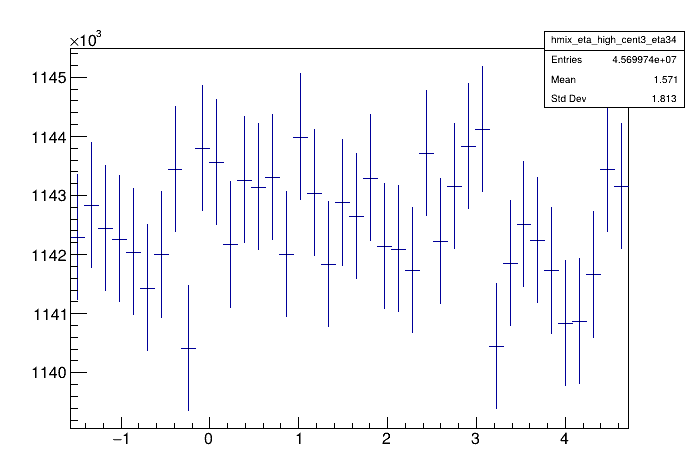 ×10³
hmix_eta_high_cent3_eta34
Entries 4.569974e+07
Mean 1.571
Std Dev 1.813
1145
1144
1143
1142
1141
1140
−1 0 1 2 3 4